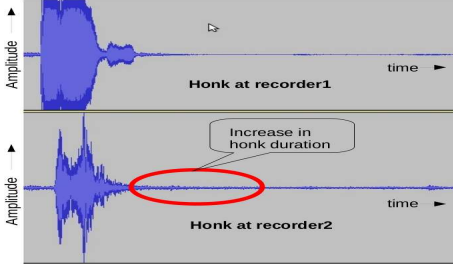 Amplitude
time
Honk at recorder1
Increase in
honk duration
Amplitude
time
Honk at recorder2